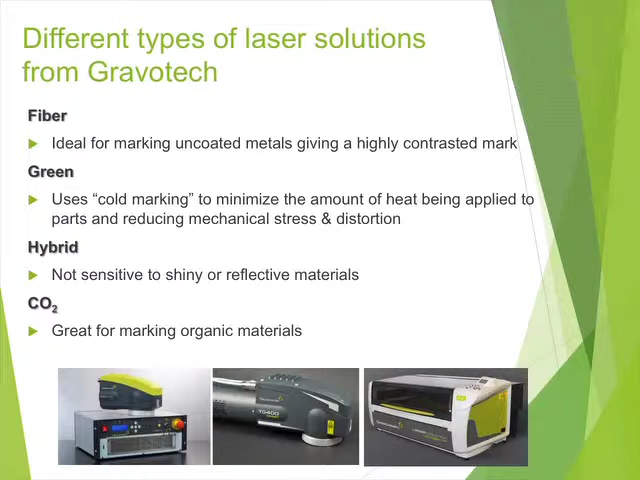 Different types of laser solutions
from Gravotech
Fiber
Ideal for marking uncoated metals giving a highly contrasted mark
Green
Uses “cold marking” to minimize the amount of heat being applied to
parts and reducing mechanical stress & distortion
Hybrid
Not sensitive to shiny or reflective materials
CO₂
Great for marking organic materials